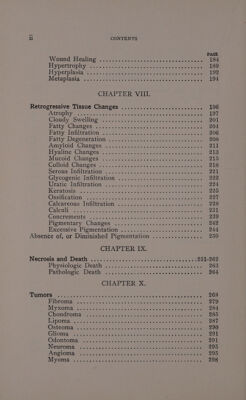 ii CONTENTS
PAGE
Wound Healing 184
Hypertrophy 189
Hyperplasia 192
Metaplasia 194
CHAPTER VIII.
Retrogressive Tissue Changes 196
Atrophy 197
Cloudy Swelling 201
Fatty Changes 204
Fatty Infiltration 206
Fatty Degeneration 208
Amyloid Changes 211
Hyaline Changes 213
Mucoid Changes 215
Colloid Changes 218
Serous Infiltration 221
Glycogenic Infiltration 222
Uratic Infiltration 224
Keratosis 225
Ossification 227
Calcareous Infiltration 228
Calculi 231
Concrements 239
Pigmentary Changes 242
Excessive Pigmentation 244
Absence of, or Diminished Pigmentation 250
CHAPTER IX.
Necrosis and Death 251-262
Physiologic Death 263
Pathologic Death 264
CHAPTER X.
Tumors 268
Fibroma 279
Myxoma 284
Chondroma 285
Lipoma 287
Osteoma 290
Glioma 291
Odontoma 291
Neuroma 295
Angioma 295
Myoma 298